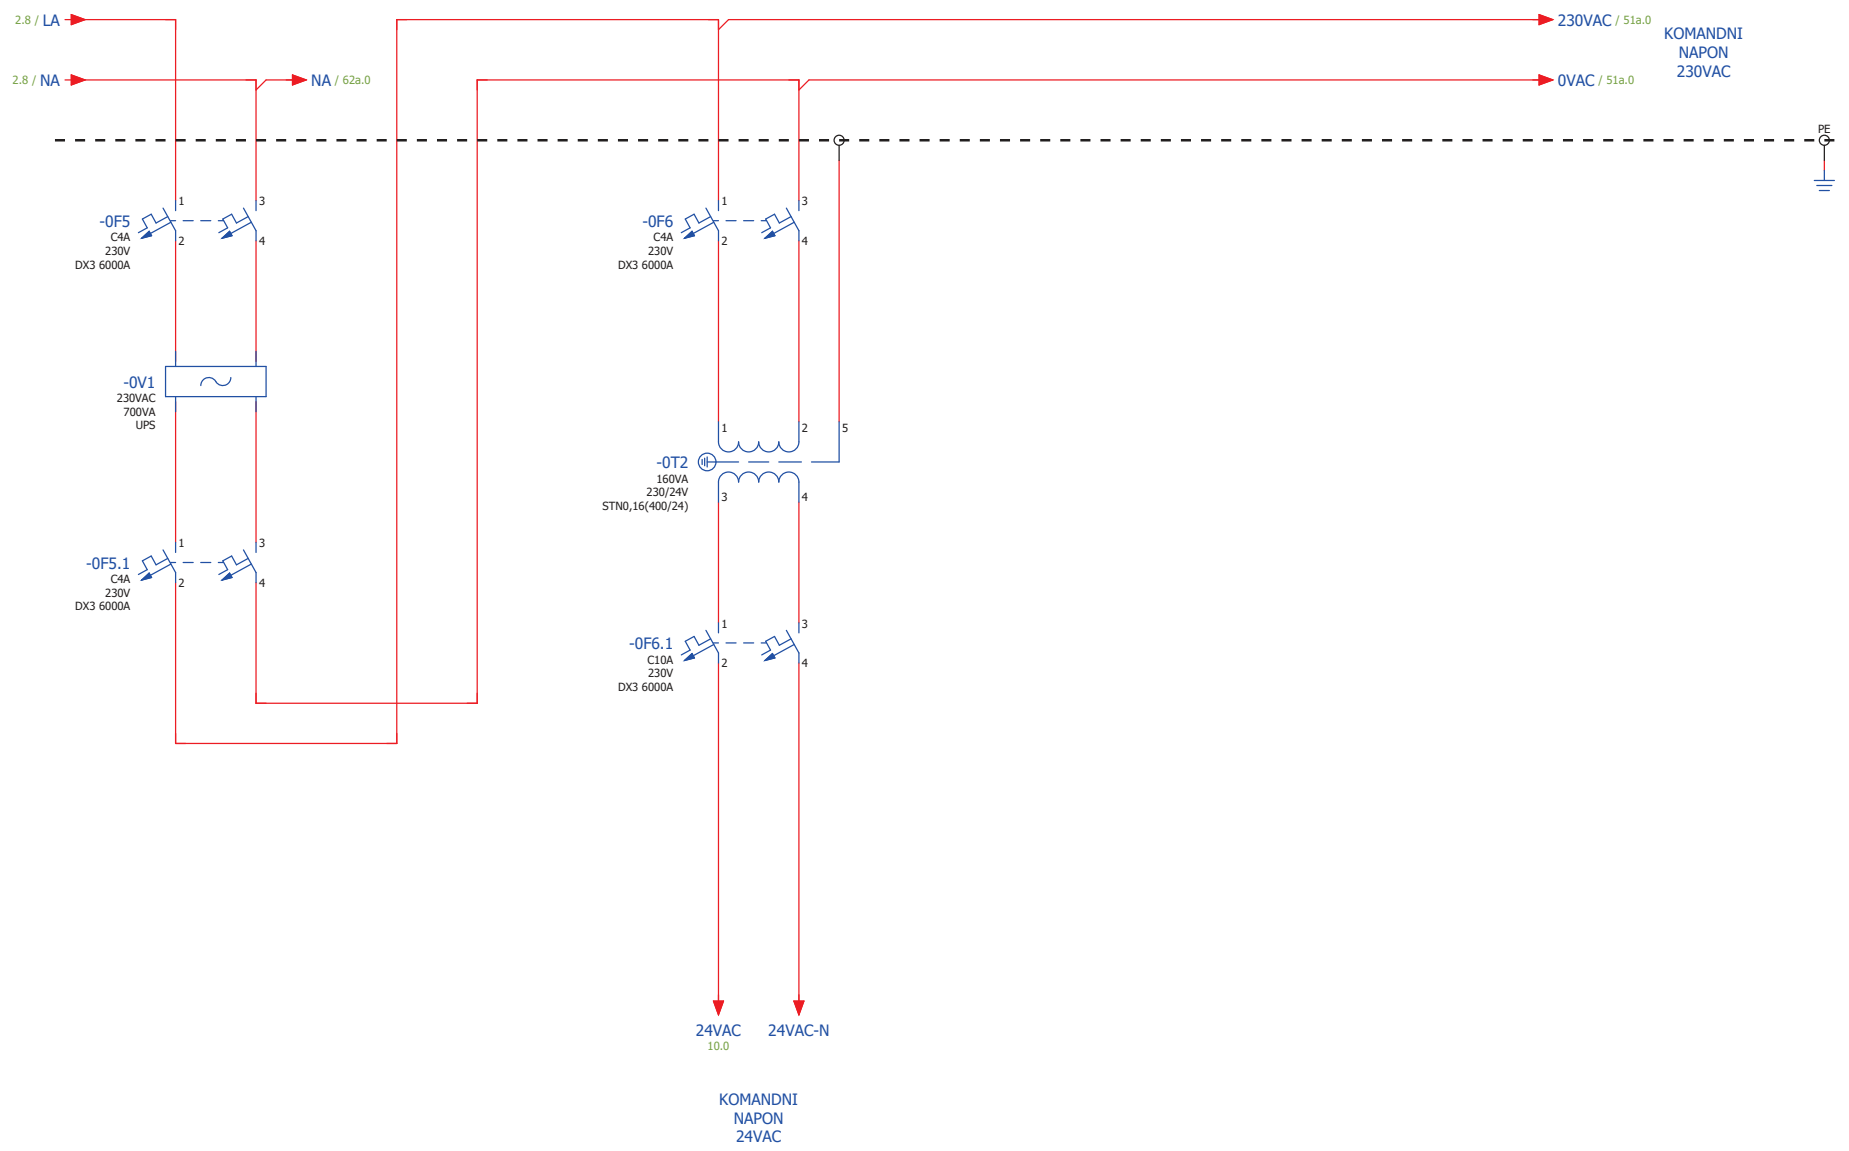 2.8 / LA
230VAC / 51a.0
KOMANDNI
NAPON
230VAC
2.8 / NA
NA / 62a.0
0VAC / 51a.0
PE
-0F5
C4A
230V
DX3 6000A
1
2
3
4
-0F6
C4A
230V
DX3 6000A
1
2
3
4
-0V1
230VAC
700VA
UPS
1
2
5
-0T2
160VA
230/24V
STN0,16(400/24)
3
4
-0F5.1
C4A
230V
DX3 6000A
1
2
3
4
-0F6.1
C10A
230V
DX3 6000A
1
2
3
4
24VAC
10.0
24VAC-N
KOMANDNI
NAPON
24VAC